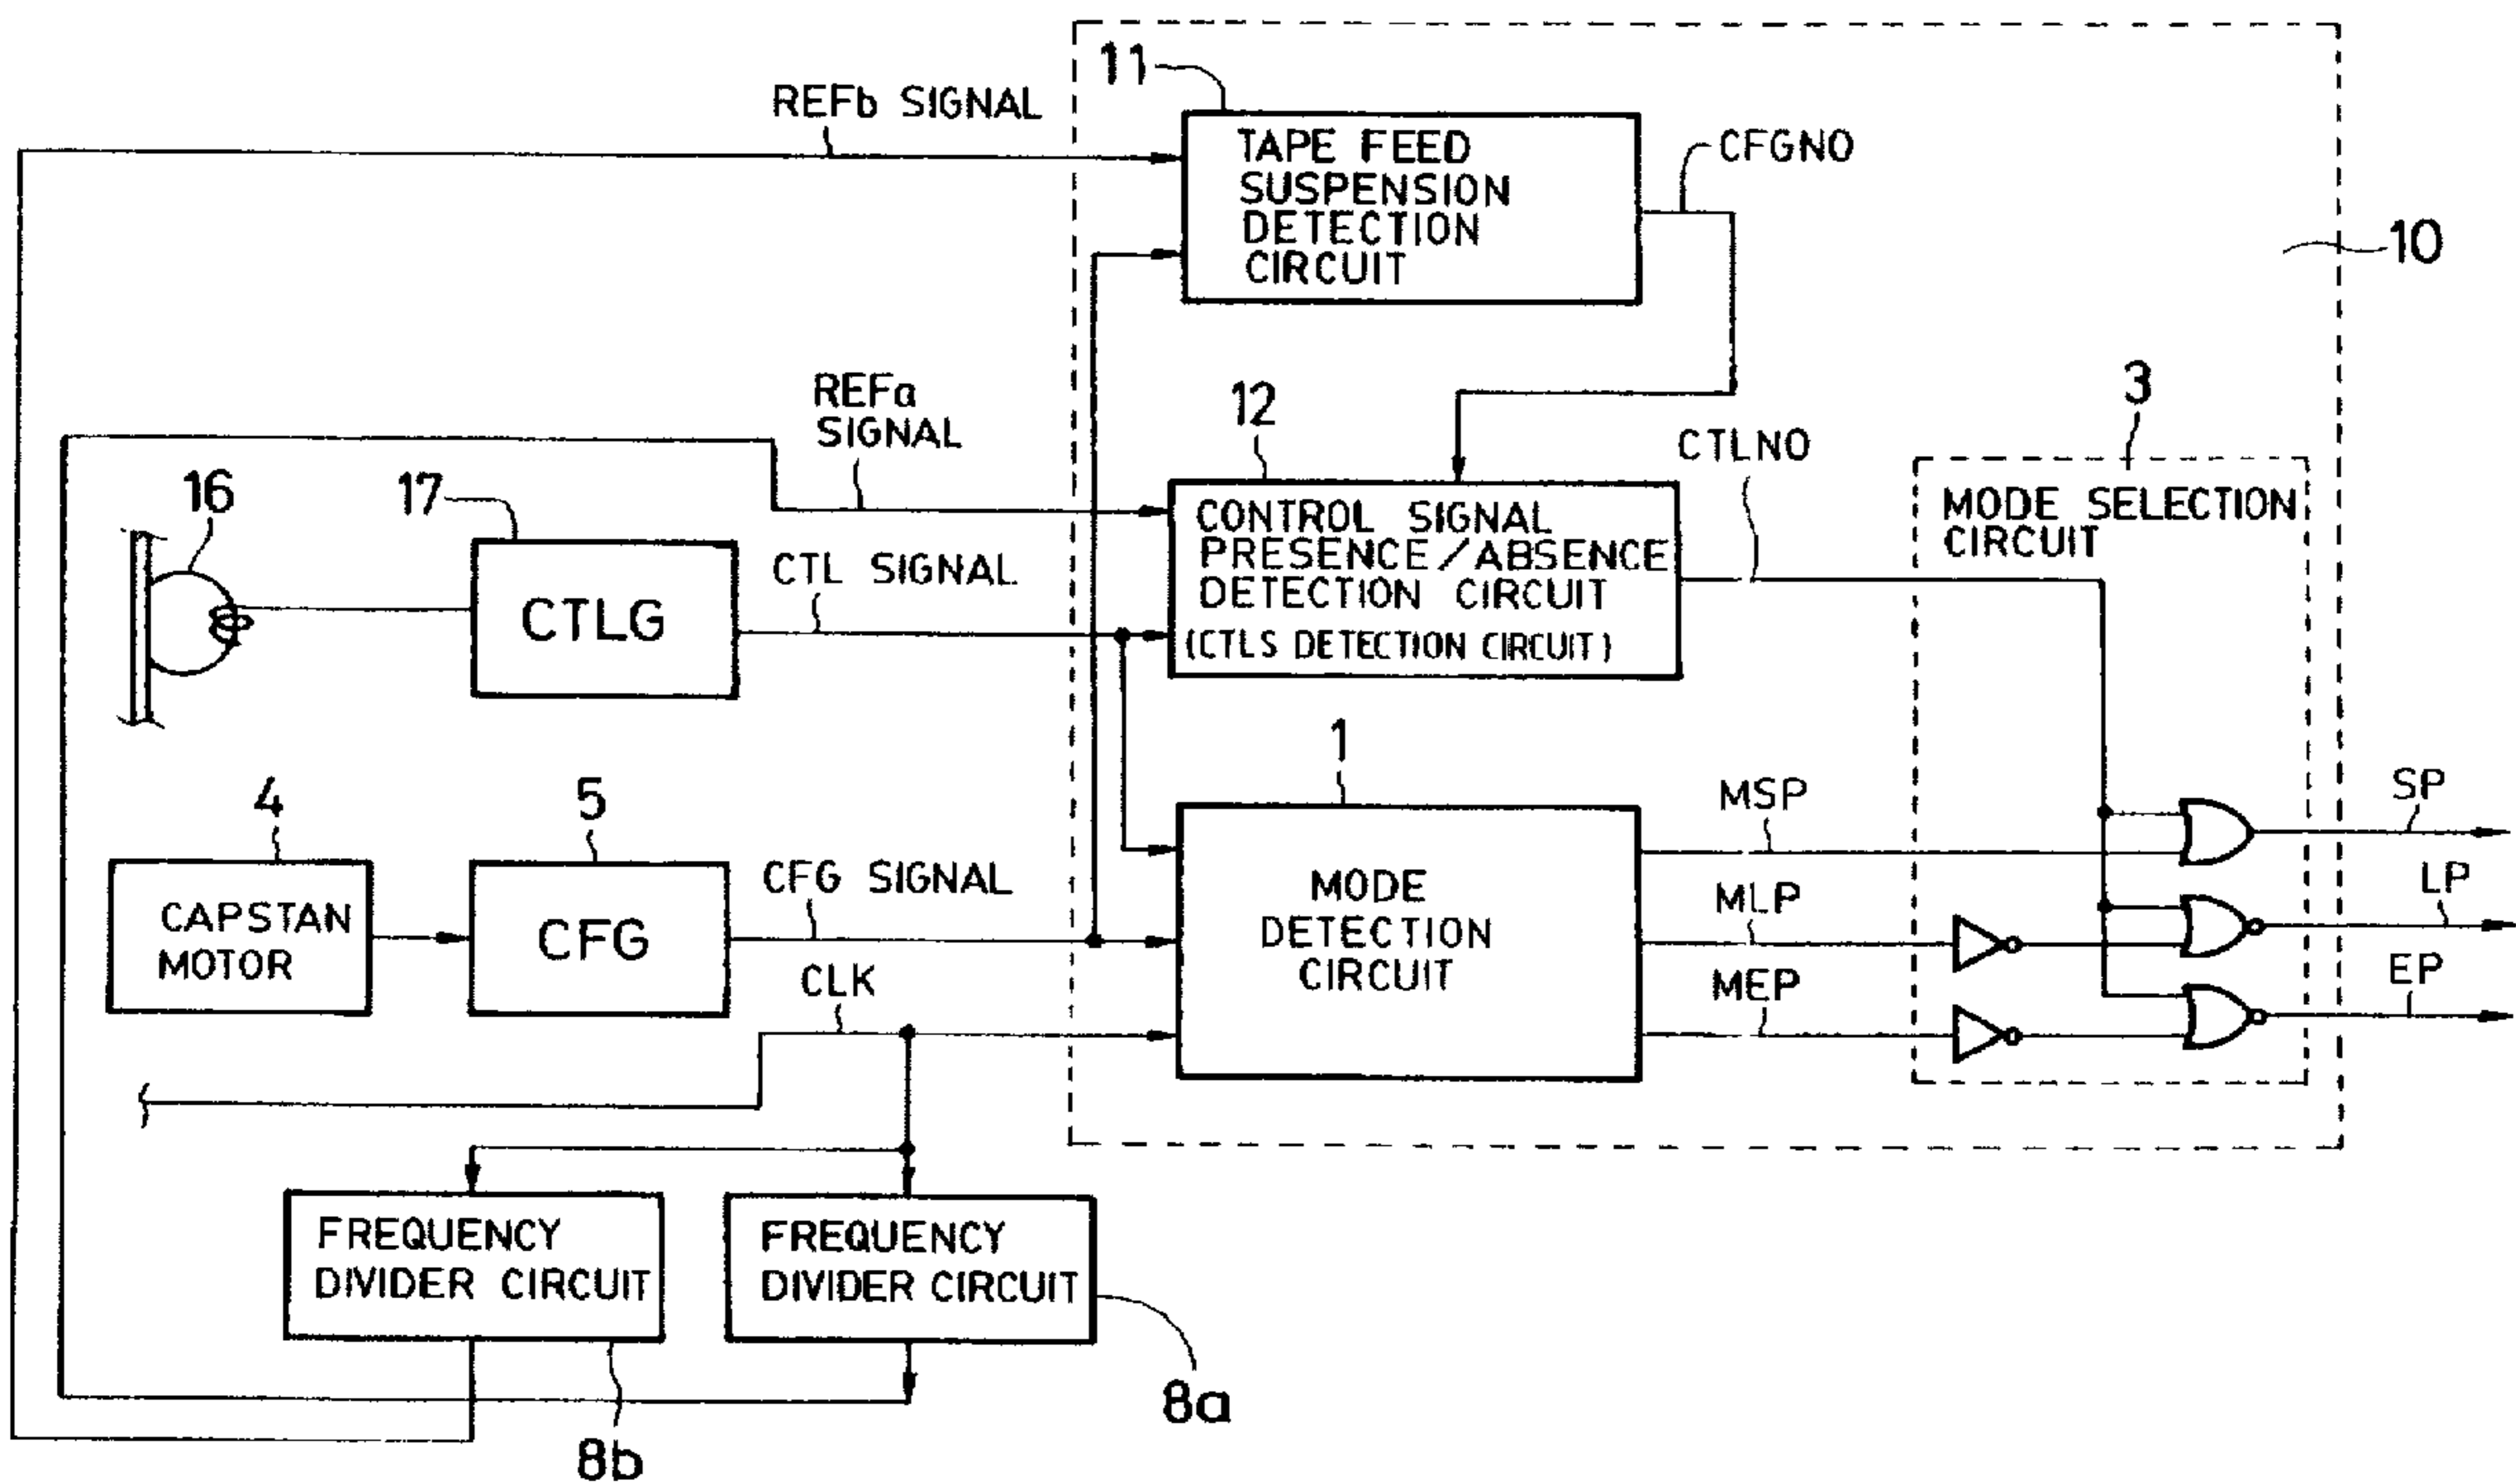 11
REFb SIGNAL
TAPE FEED
SUSPENSION
DETECTION
CIRCUIT
CFGNO
10
REFa
SIGNAL
12
CTLNO
3
16
17
CONTROL SIGNAL
PRESENCE/ABSENCE
DETECTION CIRCUIT
(CTLS DETECTION CIRCUIT)
MODE SELECTION
CIRCUIT
CTL SIGNAL
CTLG
1
4
5
MSP
SP
CAPSTAN
MOTOR
CFG
CFG SIGNAL
MODE
DETECTION
CIRCUIT
MLP
LP
CLK
MEP
EP
FREQUENCY
DIVIDER CIRCUIT
FREQUENCY
DIVIDER CIRCUIT
8a
8b